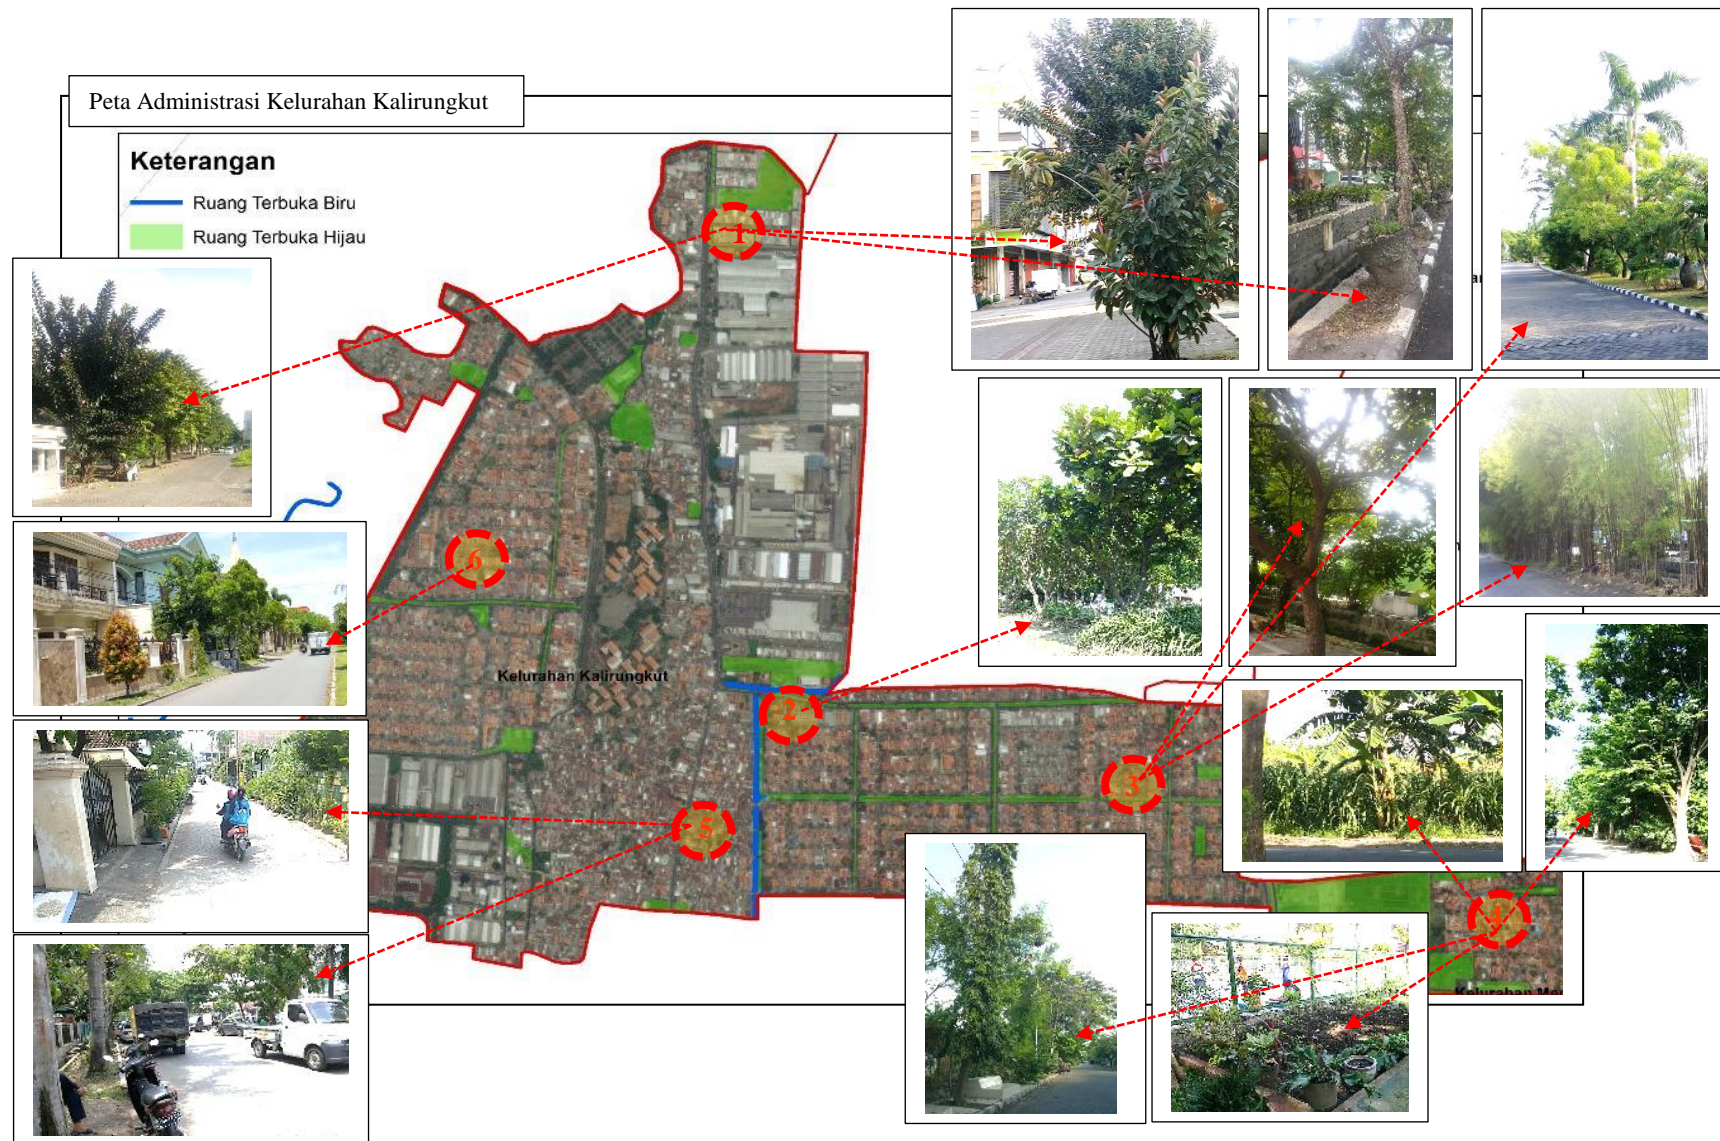 Peta Administrasi Kelurahan Kalirungkut
Keterangan
Ruang Terbuka Biru
Ruang Terbuka Hijau
1
6
Kelurahan Kalirungkut
2
3
5
4